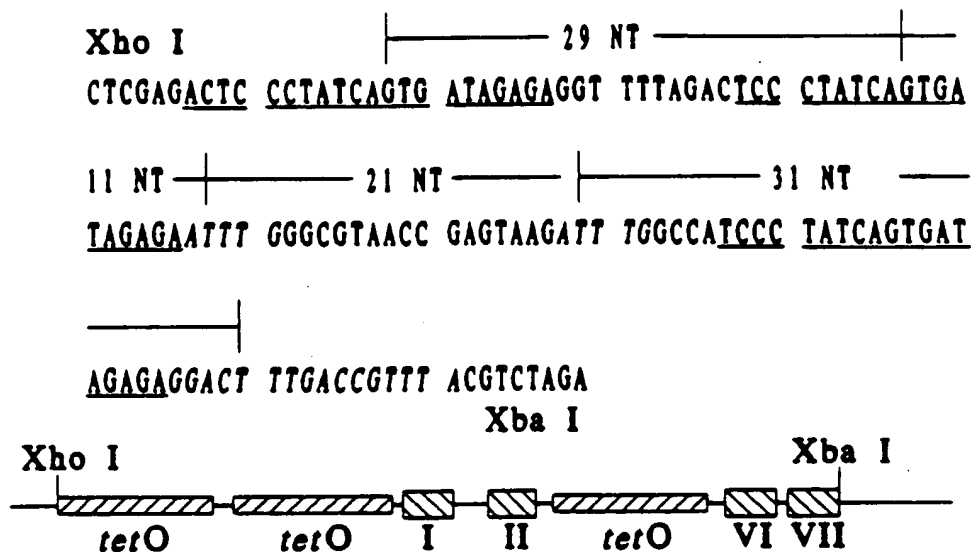 Xho I
29 NT
CTCGAGACTC CCTATCAGTG ATAGAGAGGT TTTAGACTCC CTATCAGTGA
11 NT 21 NT 31 NT
TAGAGAATTT GGGCGTAACC GAGTAAGATT TGGCCATCCC TATCAGTGAT
AGAGAGGACT TTGACCGTTT ACGTCTAGA
Xba I
Xho I Xba I
tetO tetO I II tetO VI VII